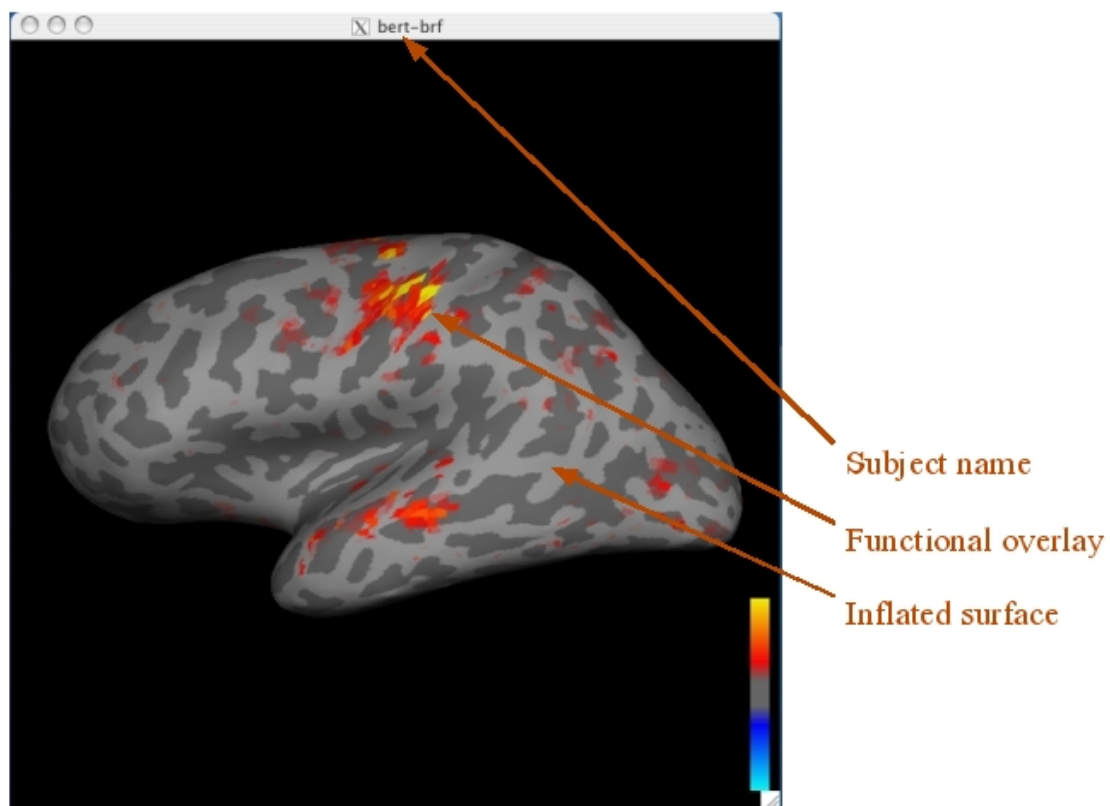 bert-brf
Subject name
Functional overlay
Inflated surface